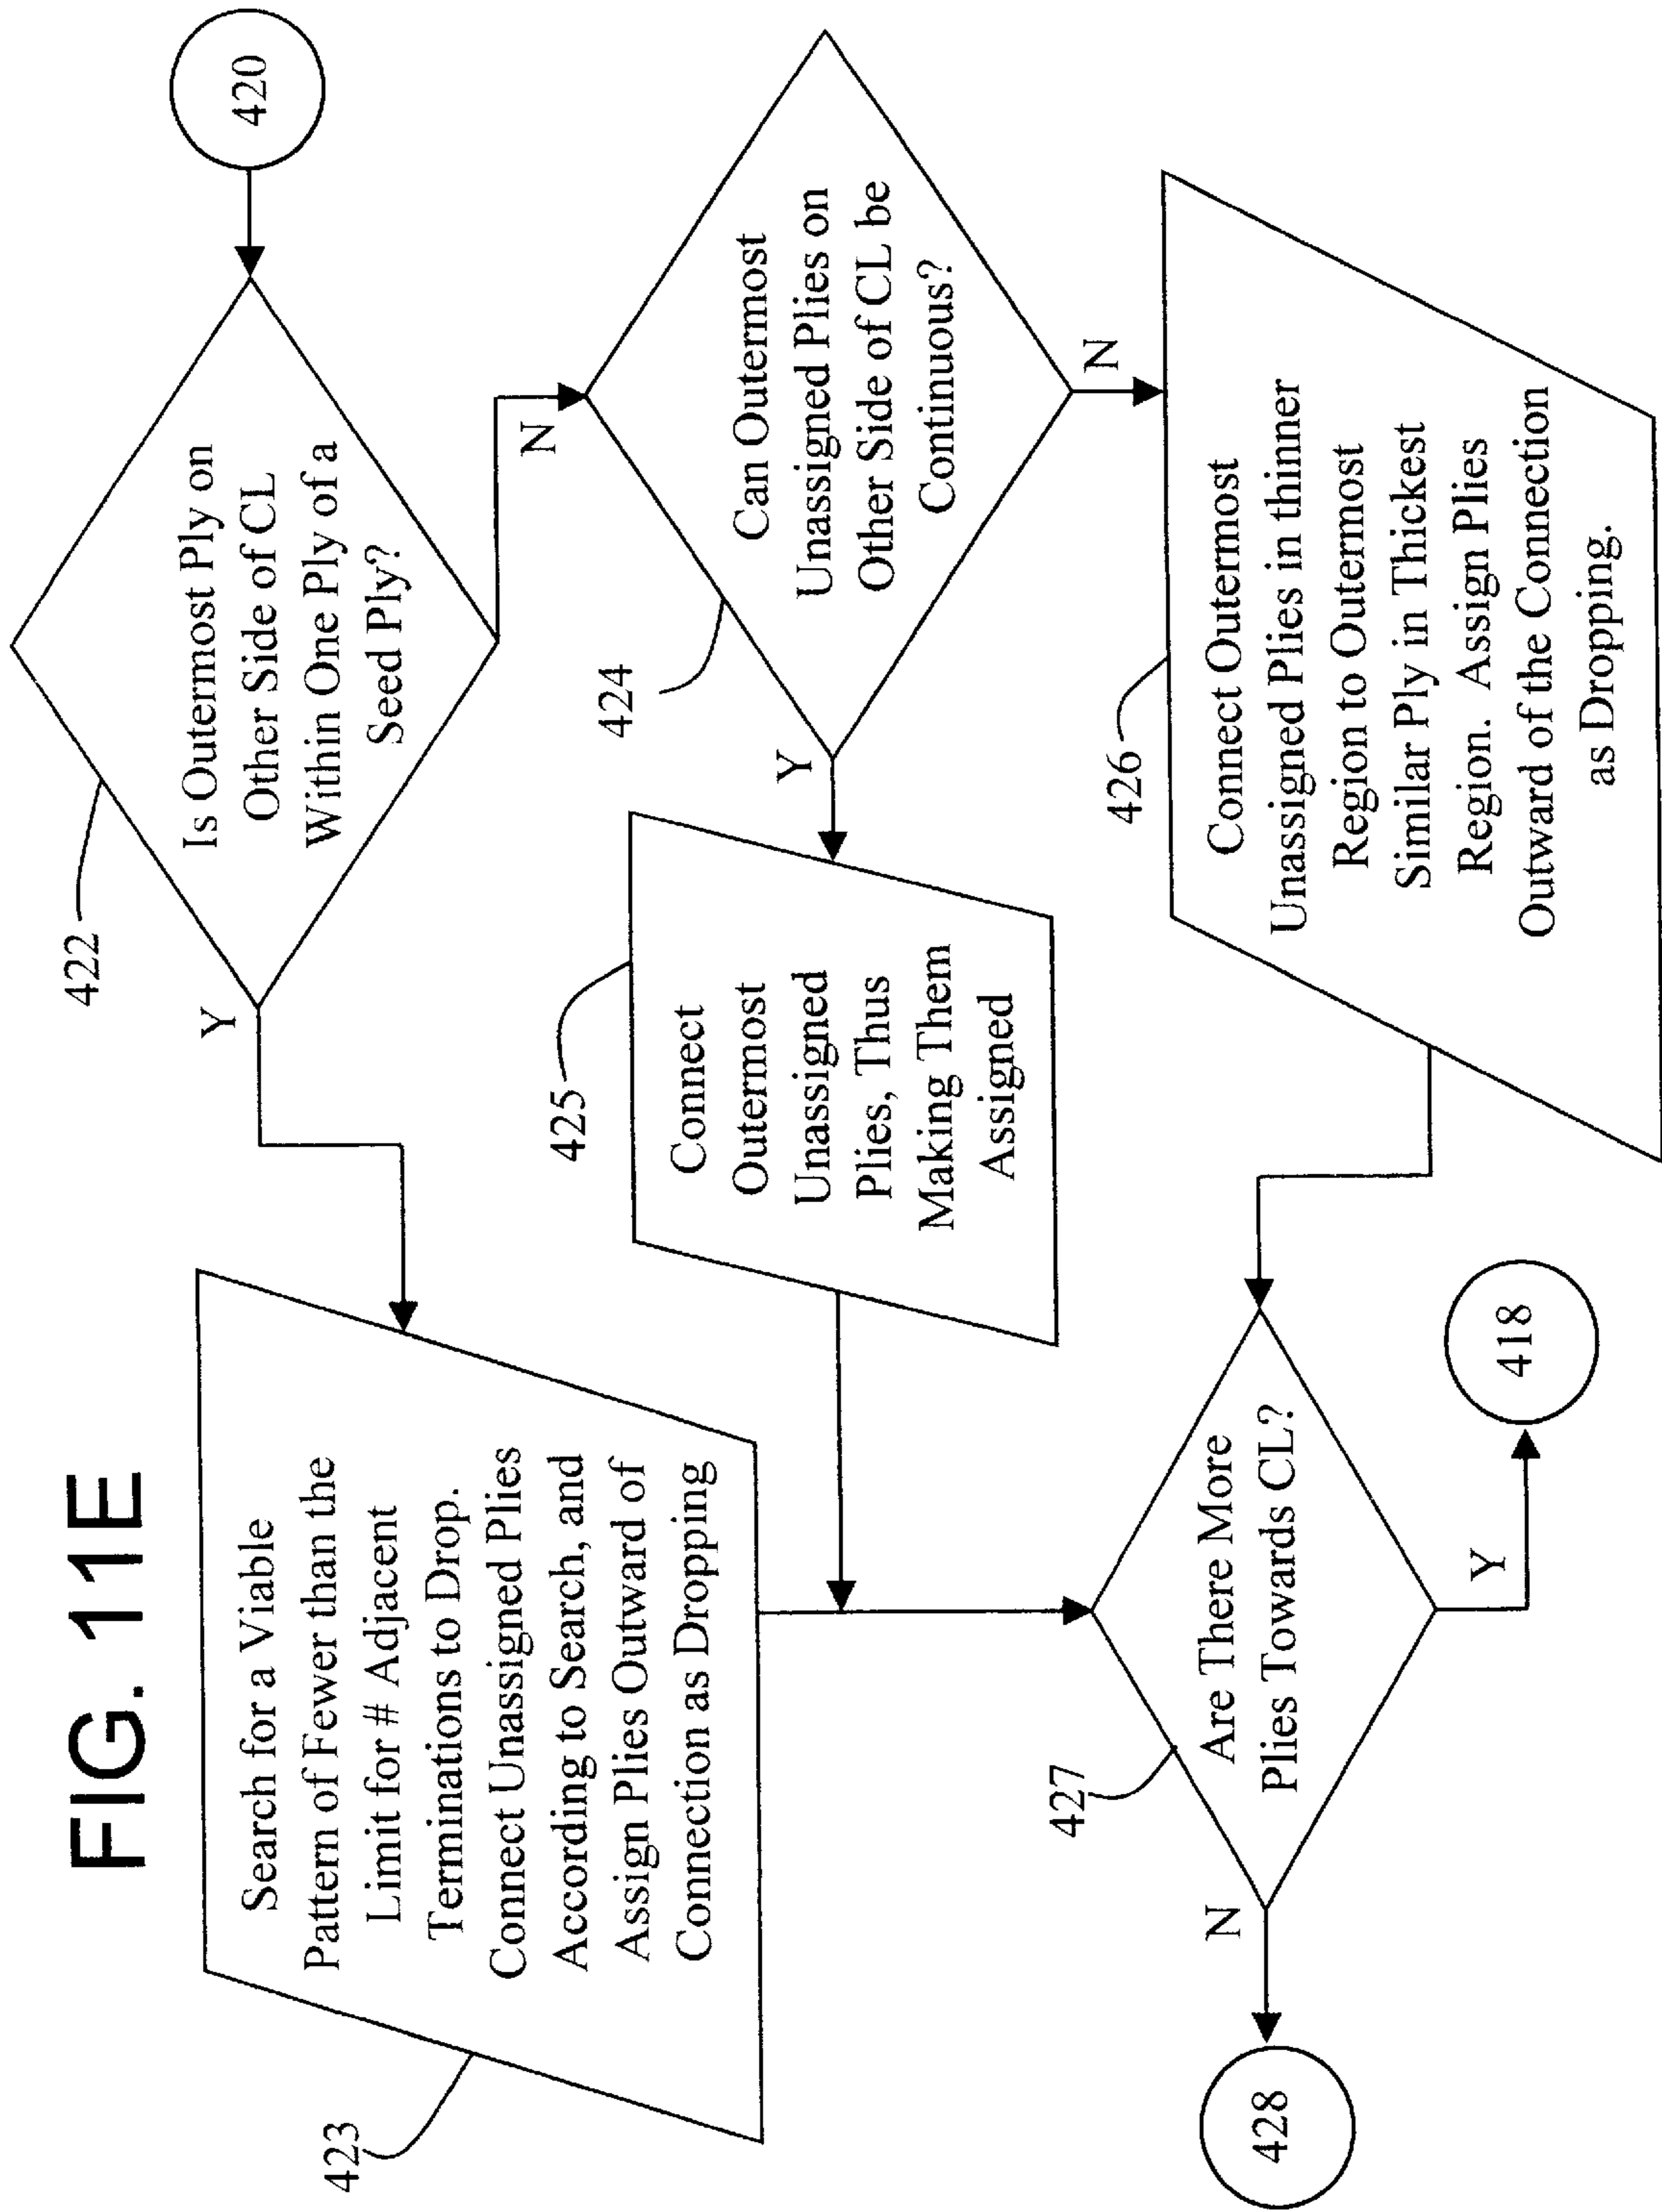 FIG. 11E
420
422
Is Outermost Ply on
Other Side of CL
Within One Ply of a
Seed Ply?
Y
N
423
Search for a Viable
Pattern of Fewer than the
Limit for # Adjacent
Terminations to Drop.
Connect Unassigned Plies
According to Search, and
Assign Plies Outward of
Connection as Dropping
424
Can Outermost
Unassigned Plies on
Other Side of CL be
Continuous?
Y
N
425
Connect
Outermost
Unassigned
Plies, Thus
Making Them
Assigned
426
Connect Outermost
Unassigned Plies in thinner
Region to Outermost
Similar Ply in Thickest
Region. Assign Plies
Outward of the Connection
as Dropping.
427
Are There More
Plies Towards CL?
N
Y
428
418